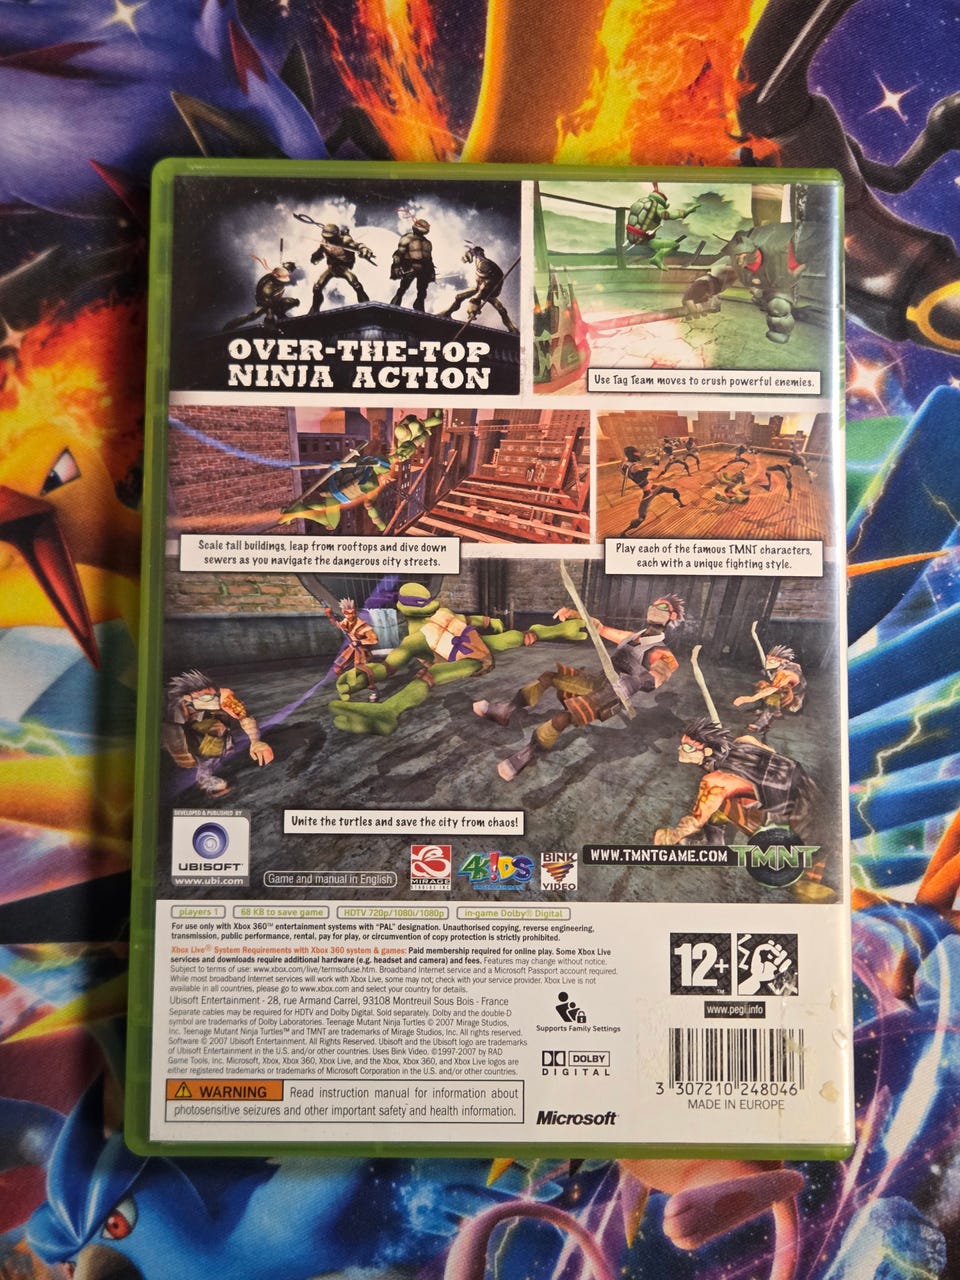 OVER-THE-TOP
NINJA ACTION
Use Tag Team moves to crush powerful enemies.
Scale tall buildings, leap from rooftops and dive down
sewers as you navigate the dangerous city streets.
Play each of the famous TMNT characters,
each with a unique fighting style.
Unite the turtles and save the city from chaos!
DEVELOPED & PUBLISHED BY
UBISOFT
www.ubi.com
Game and manual in English
MIRAGE
STUDIOS INC
4KiDS
ENTERTAINMENT
BINK
VIDEO
WWW.TMNTGAME.COM
TMNT
players 1
68 KB to save game
HDTV 720p/1080i/1080p
in-game Dolby® Digital
For use only with Xbox 360™ entertainment systems with "PAL" designation. Unauthorised copying, reverse engineering,
transmission, public performance, rental, pay for play, or circumvention of copy protection is strictly prohibited.
Xbox Live® System Requirements with Xbox 360 system & games: Paid membership required for online play. Some Xbox Live
services and downloads require additional hardware (e.g. headset and camera) and fees. Features may change without notice.
Subject to terms of use: www.xbox.com/live/termsofuse.htm. Broadband Internet service and a Microsoft Passport account required.
While most broadband Internet services will work with Xbox Live, some may not; check with your service provider. Xbox Live is not
available in all countries, please go to www.xbox.com and select your country for details.
Ubisoft Entertainment - 28, rue Armand Carrel, 93108 Montreuil Sous Bois - France
Separate cables may be required for HDTV and Dolby Digital. Sold separately. Dolby and the double-D
symbol are trademarks of Dolby Laboratories. Teenage Mutant Ninja Turtles © 2007 Mirage Studios,
Inc. Teenage Mutant Ninja Turtles™ and TMNT are trademarks of Mirage Studios, Inc. All rights reserved.
Software © 2007 Ubisoft Entertainment. All Rights Reserved. Ubisoft and the Ubisoft logo are trademarks
of Ubisoft Entertainment in the U.S. and/or other countries. Uses Bink Video. ©1997-2007 by RAD
Game Tools, Inc. Microsoft, Xbox, Xbox 360, Xbox Live, and the Xbox, Xbox 360, and Xbox Live logos are
either registered trademarks or trademarks of Microsoft Corporation in the U.S. and/or other countries.
WARNING Read instruction manual for information about
photosensitive seizures and other important safety and health information.
Supports Family Settings
DOLBY
DIGITAL
Microsoft®
12+
www.pegi.info
3 307210 248046
MADE IN EUROPE